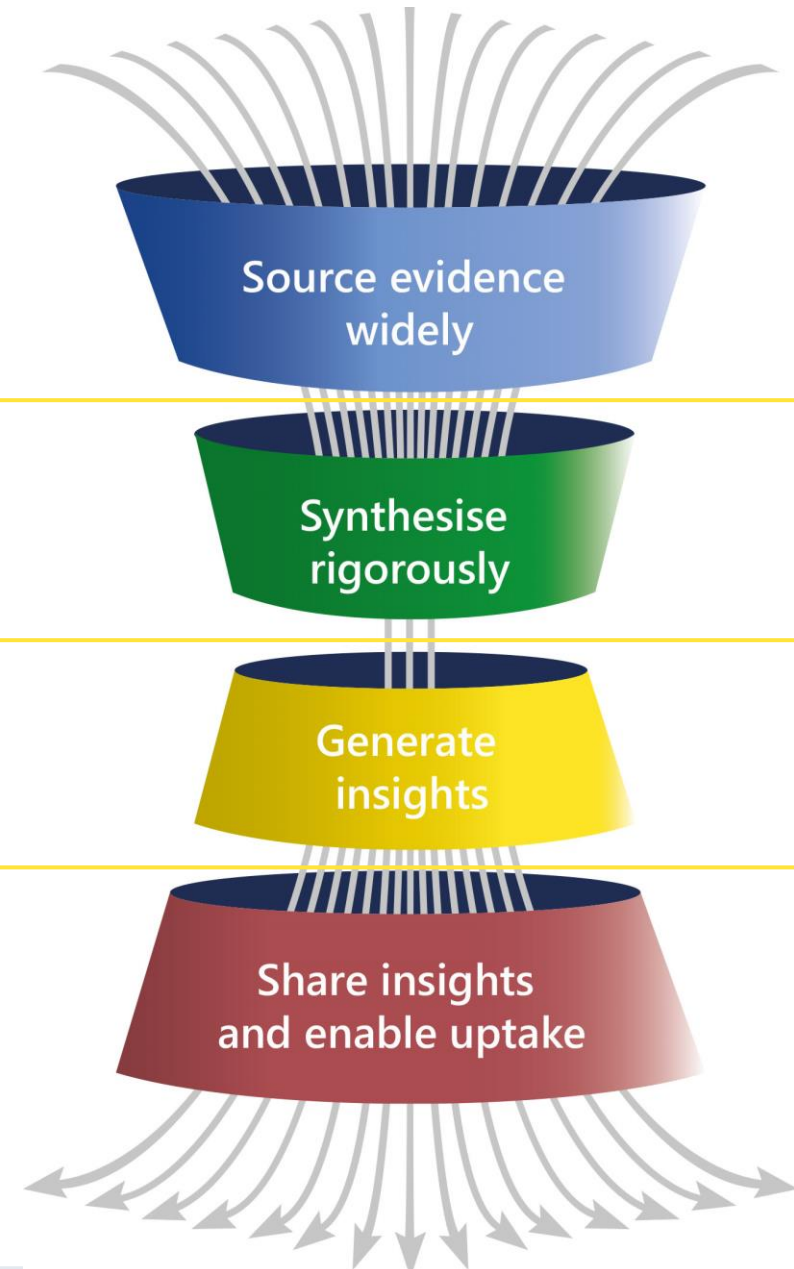 Source evidence
widely
Synthesise
rigorously
Generate
insights
Share insights
and enable uptake